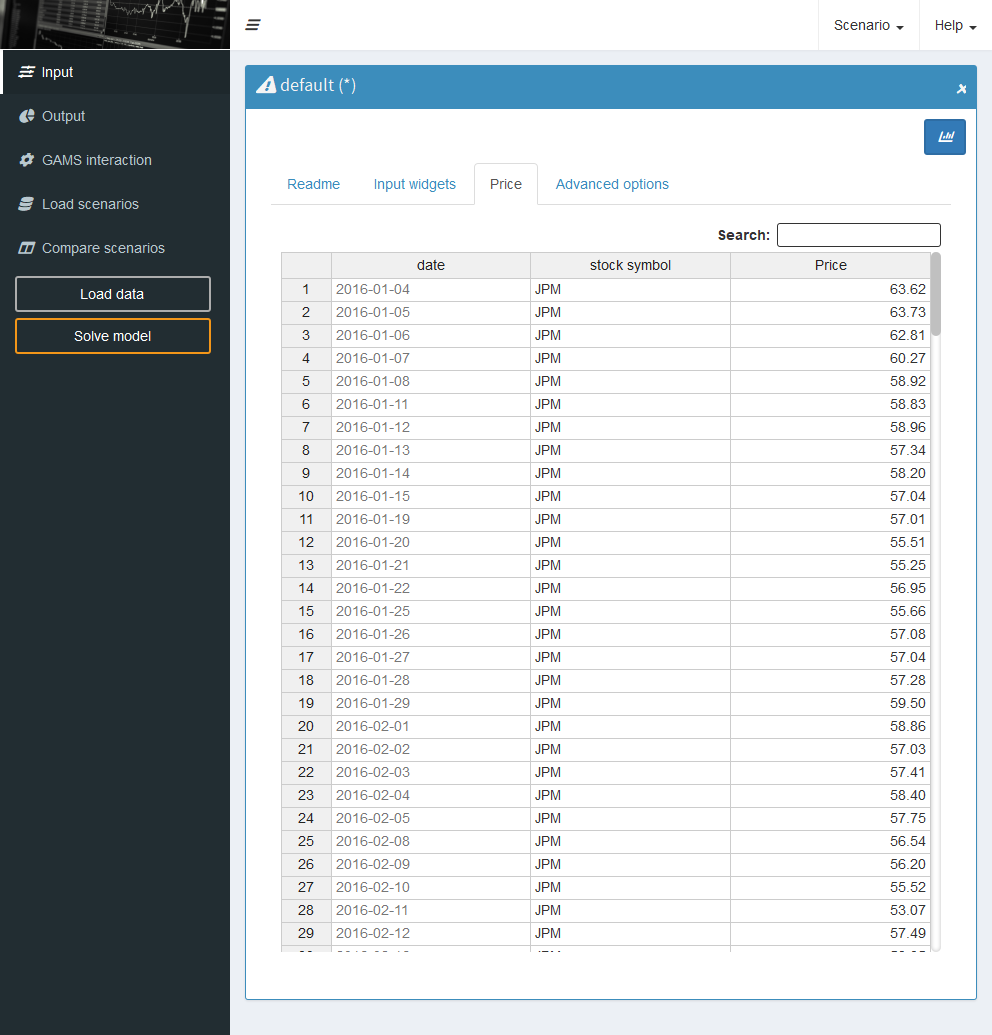 Scenario Help
Input
Output
GAMS interaction
Load scenarios
Compare scenarios
Load data
Solve model
default (*)
Readme Input widgets Price Advanced options
Search:
date stock symbol Price
1 2016-01-04 JPM 63.62
2 2016-01-05 JPM 63.73
3 2016-01-06 JPM 62.81
4 2016-01-07 JPM 60.27
5 2016-01-08 JPM 58.92
6 2016-01-11 JPM 58.83
7 2016-01-12 JPM 58.96
8 2016-01-13 JPM 57.34
9 2016-01-14 JPM 58.20
10 2016-01-15 JPM 57.04
11 2016-01-19 JPM 57.01
12 2016-01-20 JPM 55.51
13 2016-01-21 JPM 55.25
14 2016-01-22 JPM 56.95
15 2016-01-25 JPM 55.66
16 2016-01-26 JPM 57.08
17 2016-01-27 JPM 57.04
18 2016-01-28 JPM 57.28
19 2016-01-29 JPM 59.50
20 2016-02-01 JPM 58.86
21 2016-02-02 JPM 57.03
22 2016-02-03 JPM 57.41
23 2016-02-04 JPM 58.40
24 2016-02-05 JPM 57.75
25 2016-02-08 JPM 56.54
26 2016-02-09 JPM 56.20
27 2016-02-10 JPM 55.52
28 2016-02-11 JPM 53.07
29 2016-02-12 JPM 57.49